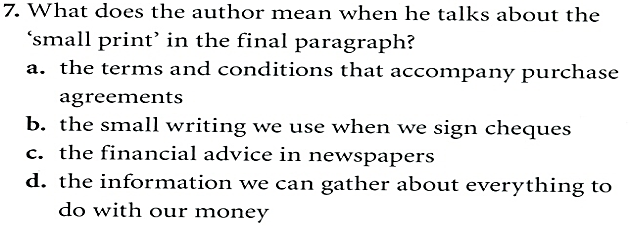 7. What does the author mean when he talks about the
‘small print’ in the final paragraph?
a. the terms and conditions that accompany purchase
agreements
b. the small writing we use when we sign cheques
c. the financial advice in newspapers
d. the information we can gather about everything to
do with our money